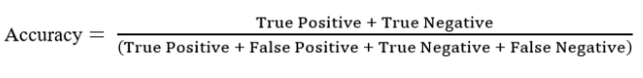 True Positive + True Negative
Accuracy =
(True Positive + False Positive + True Negative + False Negative)